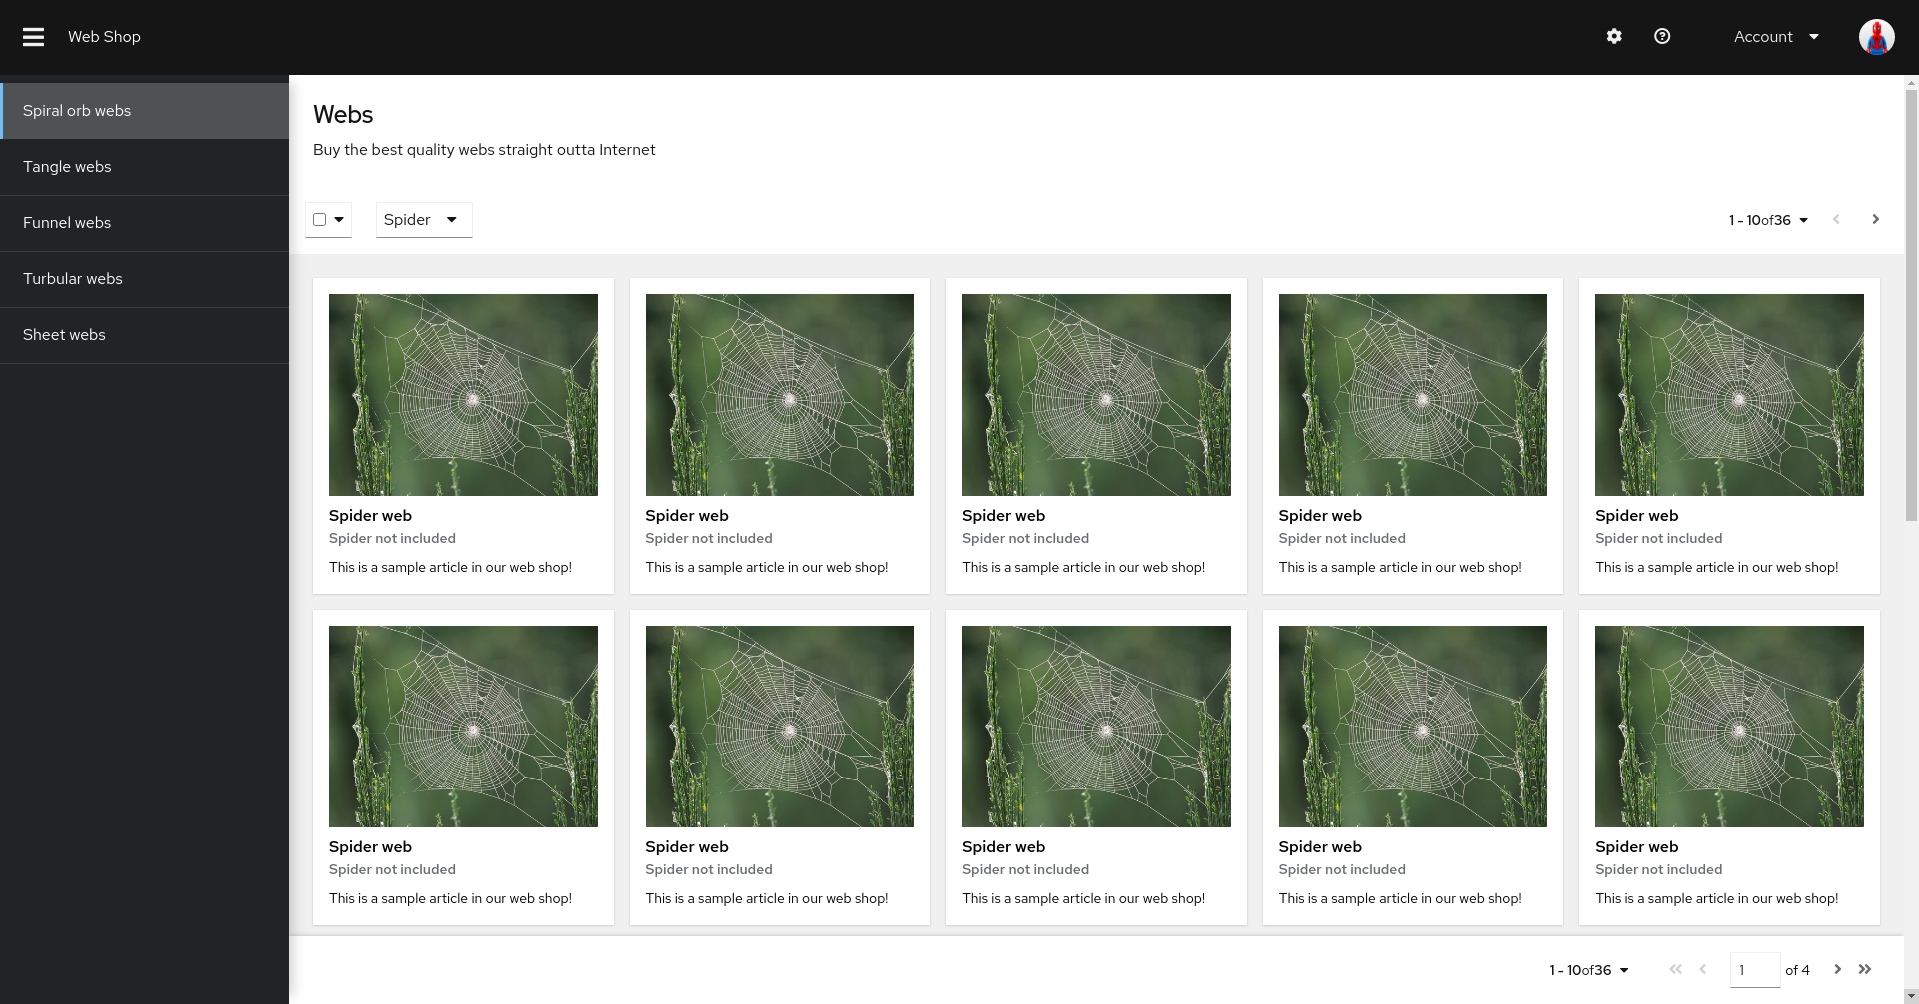 Web Shop
Account
Spiral orb webs
Tangle webs
Funnel webs
Turbular webs
Sheet webs
Webs
Buy the best quality webs straight outta Internet
Spider
1 - 10of36
Spider web
Spider not included
This is a sample article in our web shop!
Spider web
Spider not included
This is a sample article in our web shop!
Spider web
Spider not included
This is a sample article in our web shop!
Spider web
Spider not included
This is a sample article in our web shop!
Spider web
Spider not included
This is a sample article in our web shop!
Spider web
Spider not included
This is a sample article in our web shop!
Spider web
Spider not included
This is a sample article in our web shop!
Spider web
Spider not included
This is a sample article in our web shop!
Spider web
Spider not included
This is a sample article in our web shop!
Spider web
Spider not included
This is a sample article in our web shop!
1 - 10of36
1 of 4